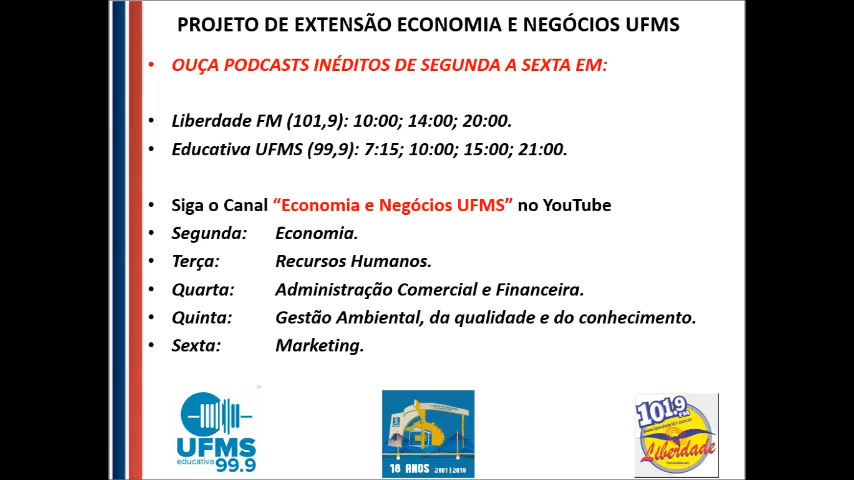 PROJETO DE EXTENSÃO ECONOMIA E NEGÓCIOS UFMS
• OUÇA PODCASTS INÉDITOS DE SEGUNDA A SEXTA EM:
• Liberdade FM (101,9): 10:00; 14:00; 20:00.
• Educativa UFMS (99,9): 7:15; 10:00; 15:00; 21:00.
• Siga o Canal “Economia e Negócios UFMS” no YouTube
• Segunda: Economia.
• Terça: Recursos Humanos.
• Quarta: Administração Comercial e Financeira.
• Quinta: Gestão Ambiental, da qualidade e do conhecimento.
• Sexta: Marketing.
UFMS
educativa 99.9
18 ANOS 2001|2019
101.9 FM
Liberdade